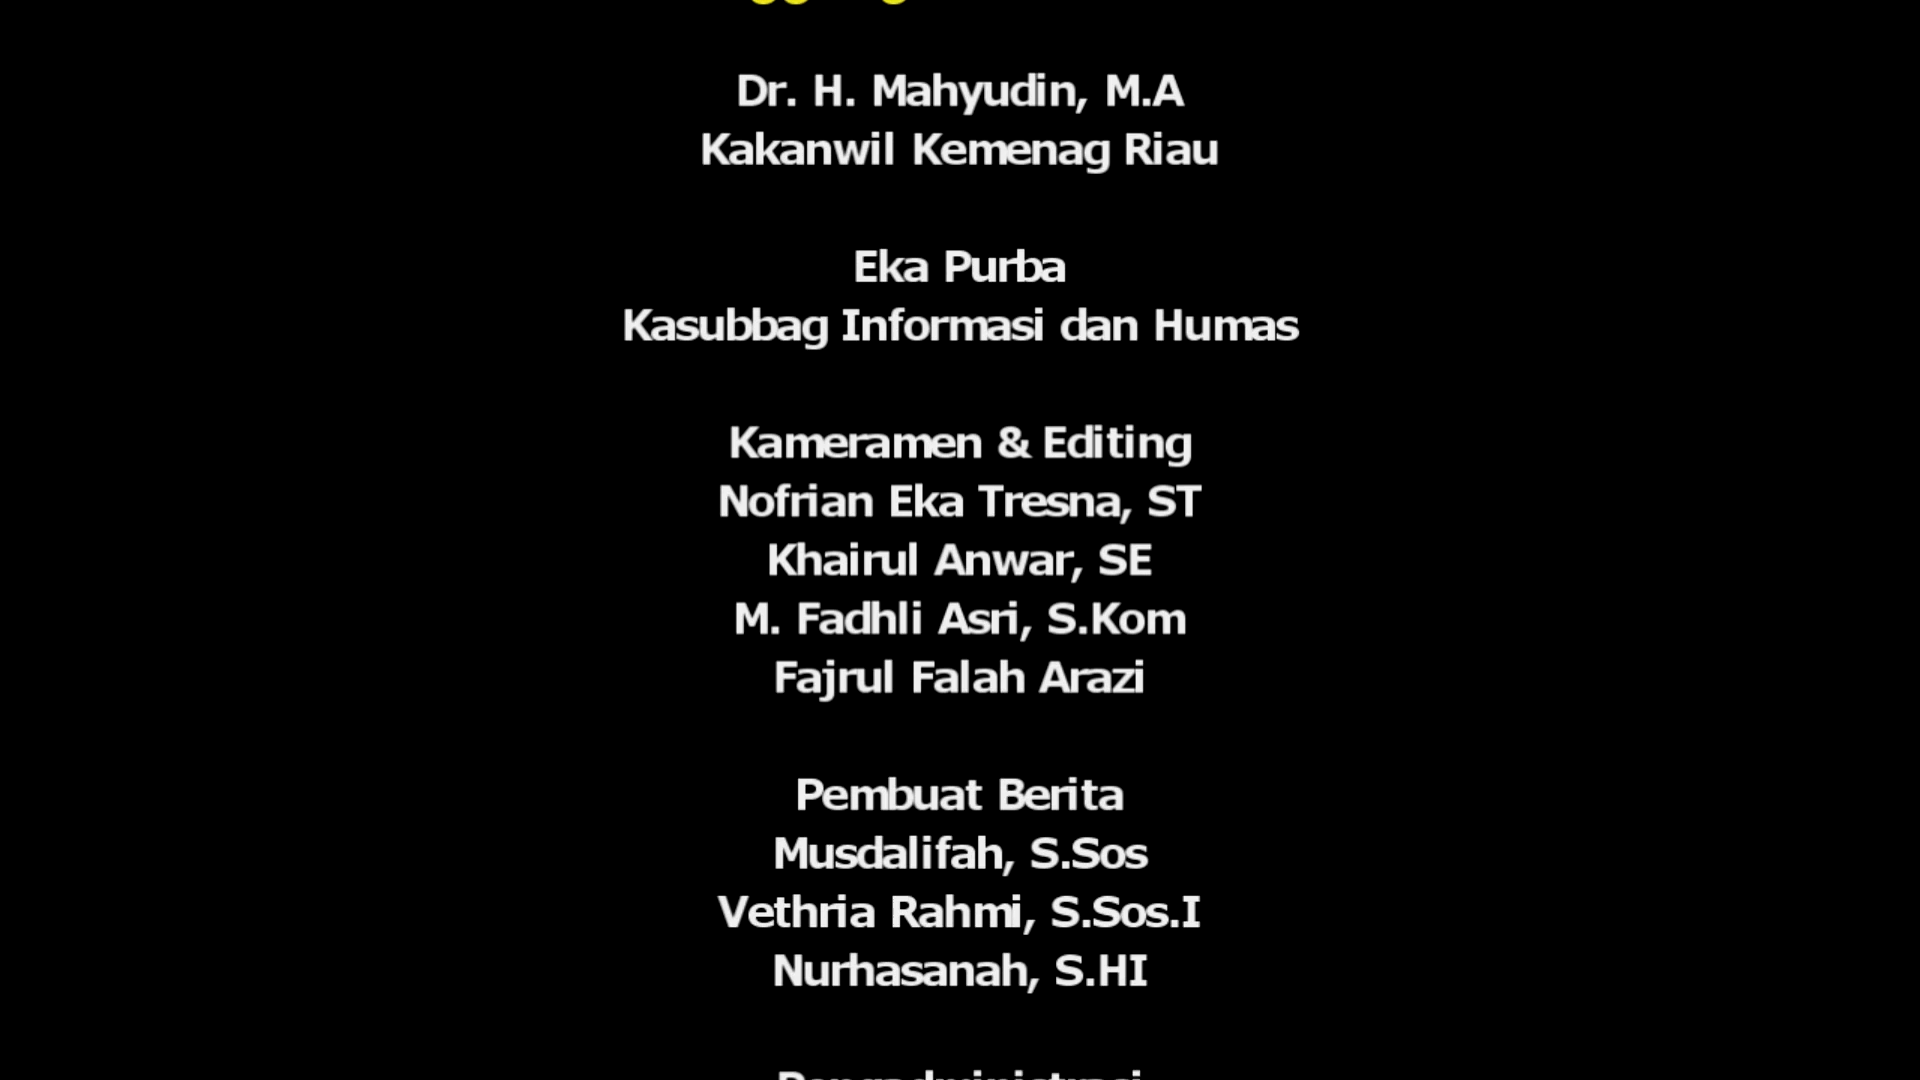 Dr. H. Mahyudin, M.A
Kakanwil Kemenag Riau
Eka Purba
Kasubbag Informasi dan Humas
Kameramen & Editing
Nofrian Eka Tresna, ST
Khairul Anwar, SE
M. Fadhli Asri, S.Kom
Fajrul Falah Arazi
Pembuat Berita
Musdalifah, S.Sos
Vethria Rahmi, S.Sos.I
Nurhasanah, S.HI